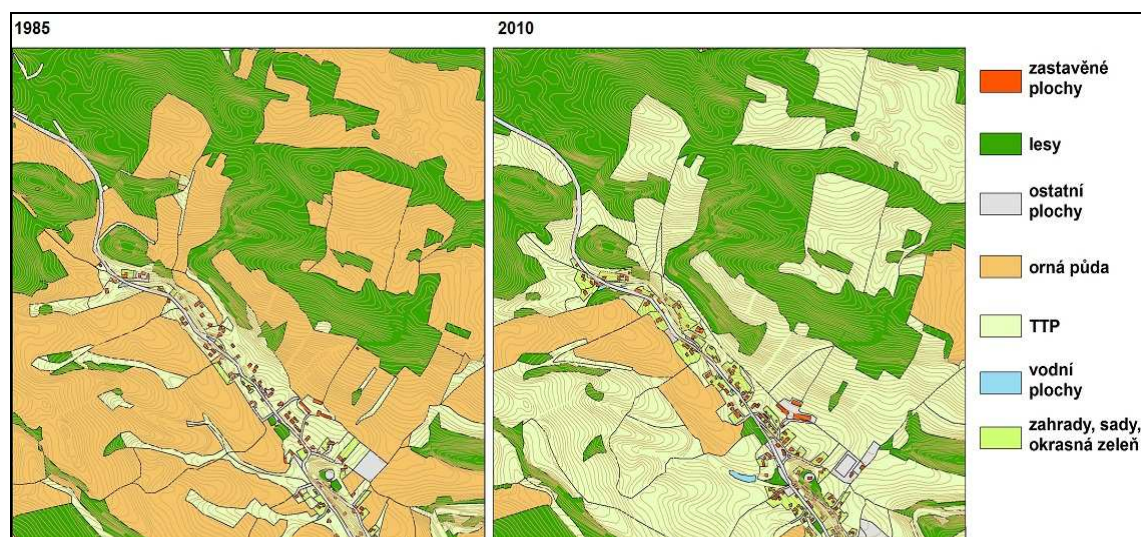 1985
2010
zastavěné
plochy
lesy
ostatní
plochy
orná půda
TTP
vodní
plochy
zahrady, sady,
okrasná zeleň